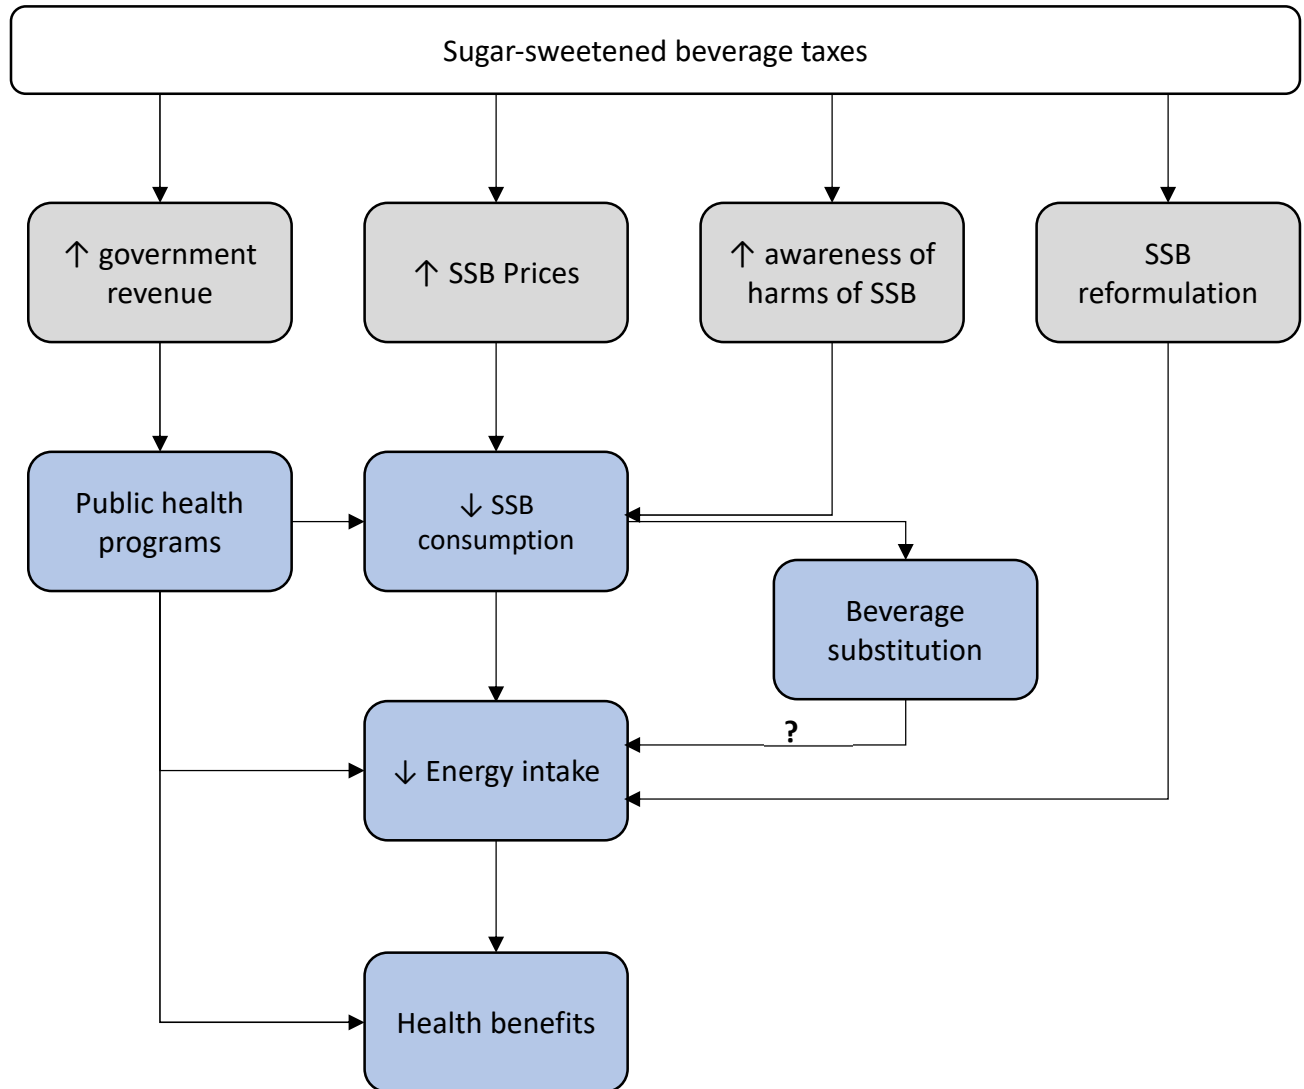 Sugar-sweetened beverage taxes
↑ government
revenue
↑ SSB Prices
↑ awareness of
harms of SSB
SSB
reformulation
Public health
programs
↓ SSB
consumption
Beverage
substitution
?
↓ Energy intake
Health benefits